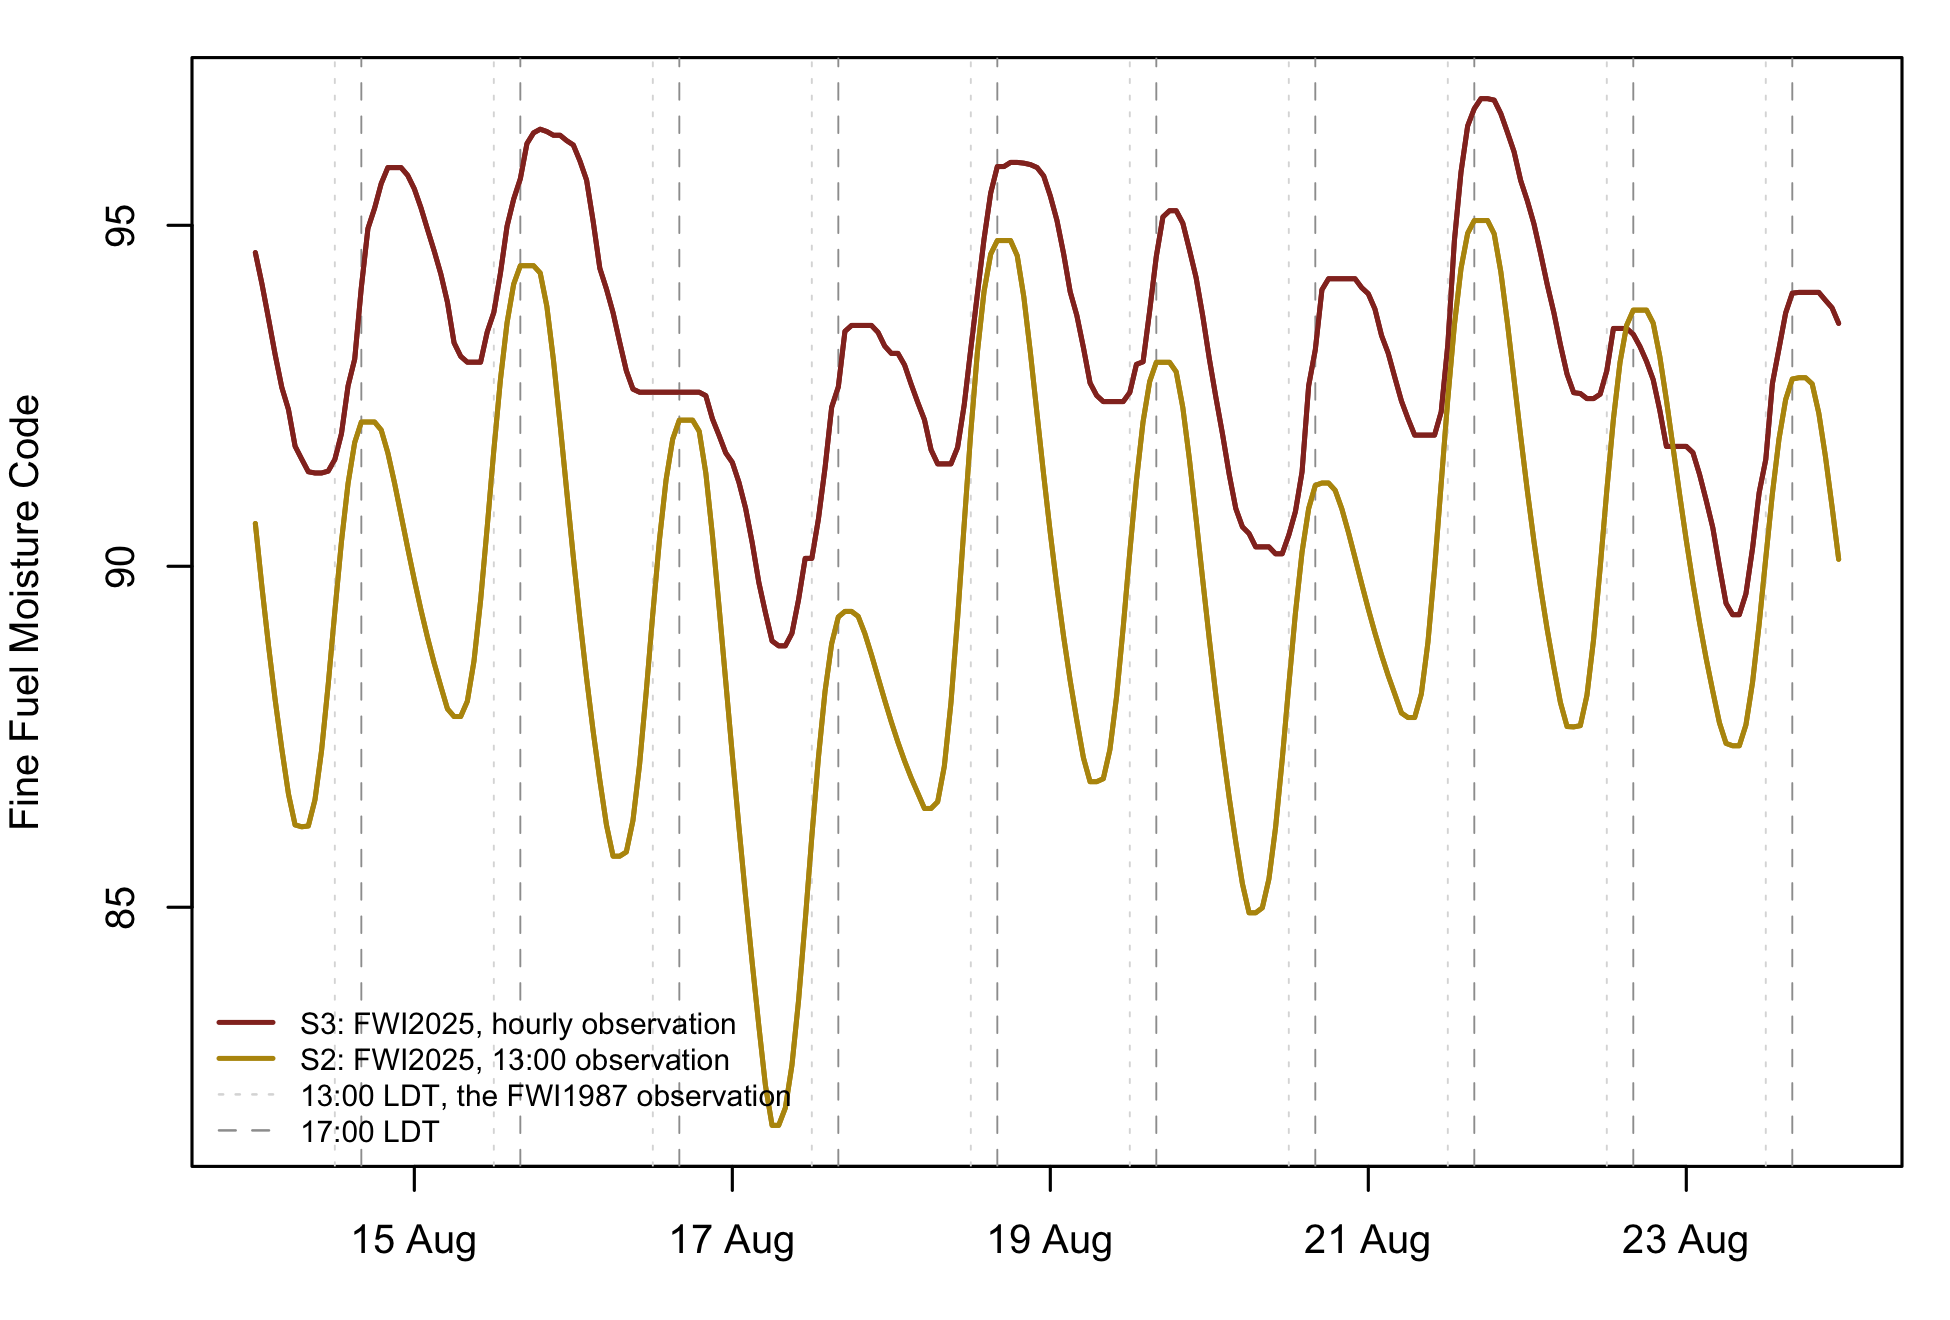 Fine Fuel Moisture Code
95
90
85
S3: FWI2025, hourly observation
S2: FWI2025, 13:00 observation
13:00 LDT, the FWI1987 observation
17:00 LDT
15 Aug
17 Aug
19 Aug
21 Aug
23 Aug